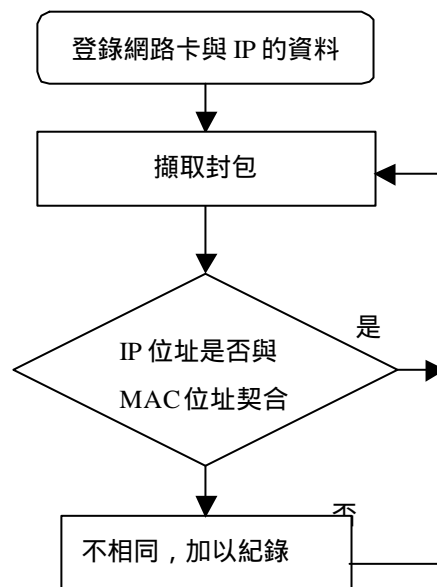 登錄網路卡與 IP 的資料
擷取封包
是
IP 位址是否與
MAC 位址契合
否
不相同，加以紀錄